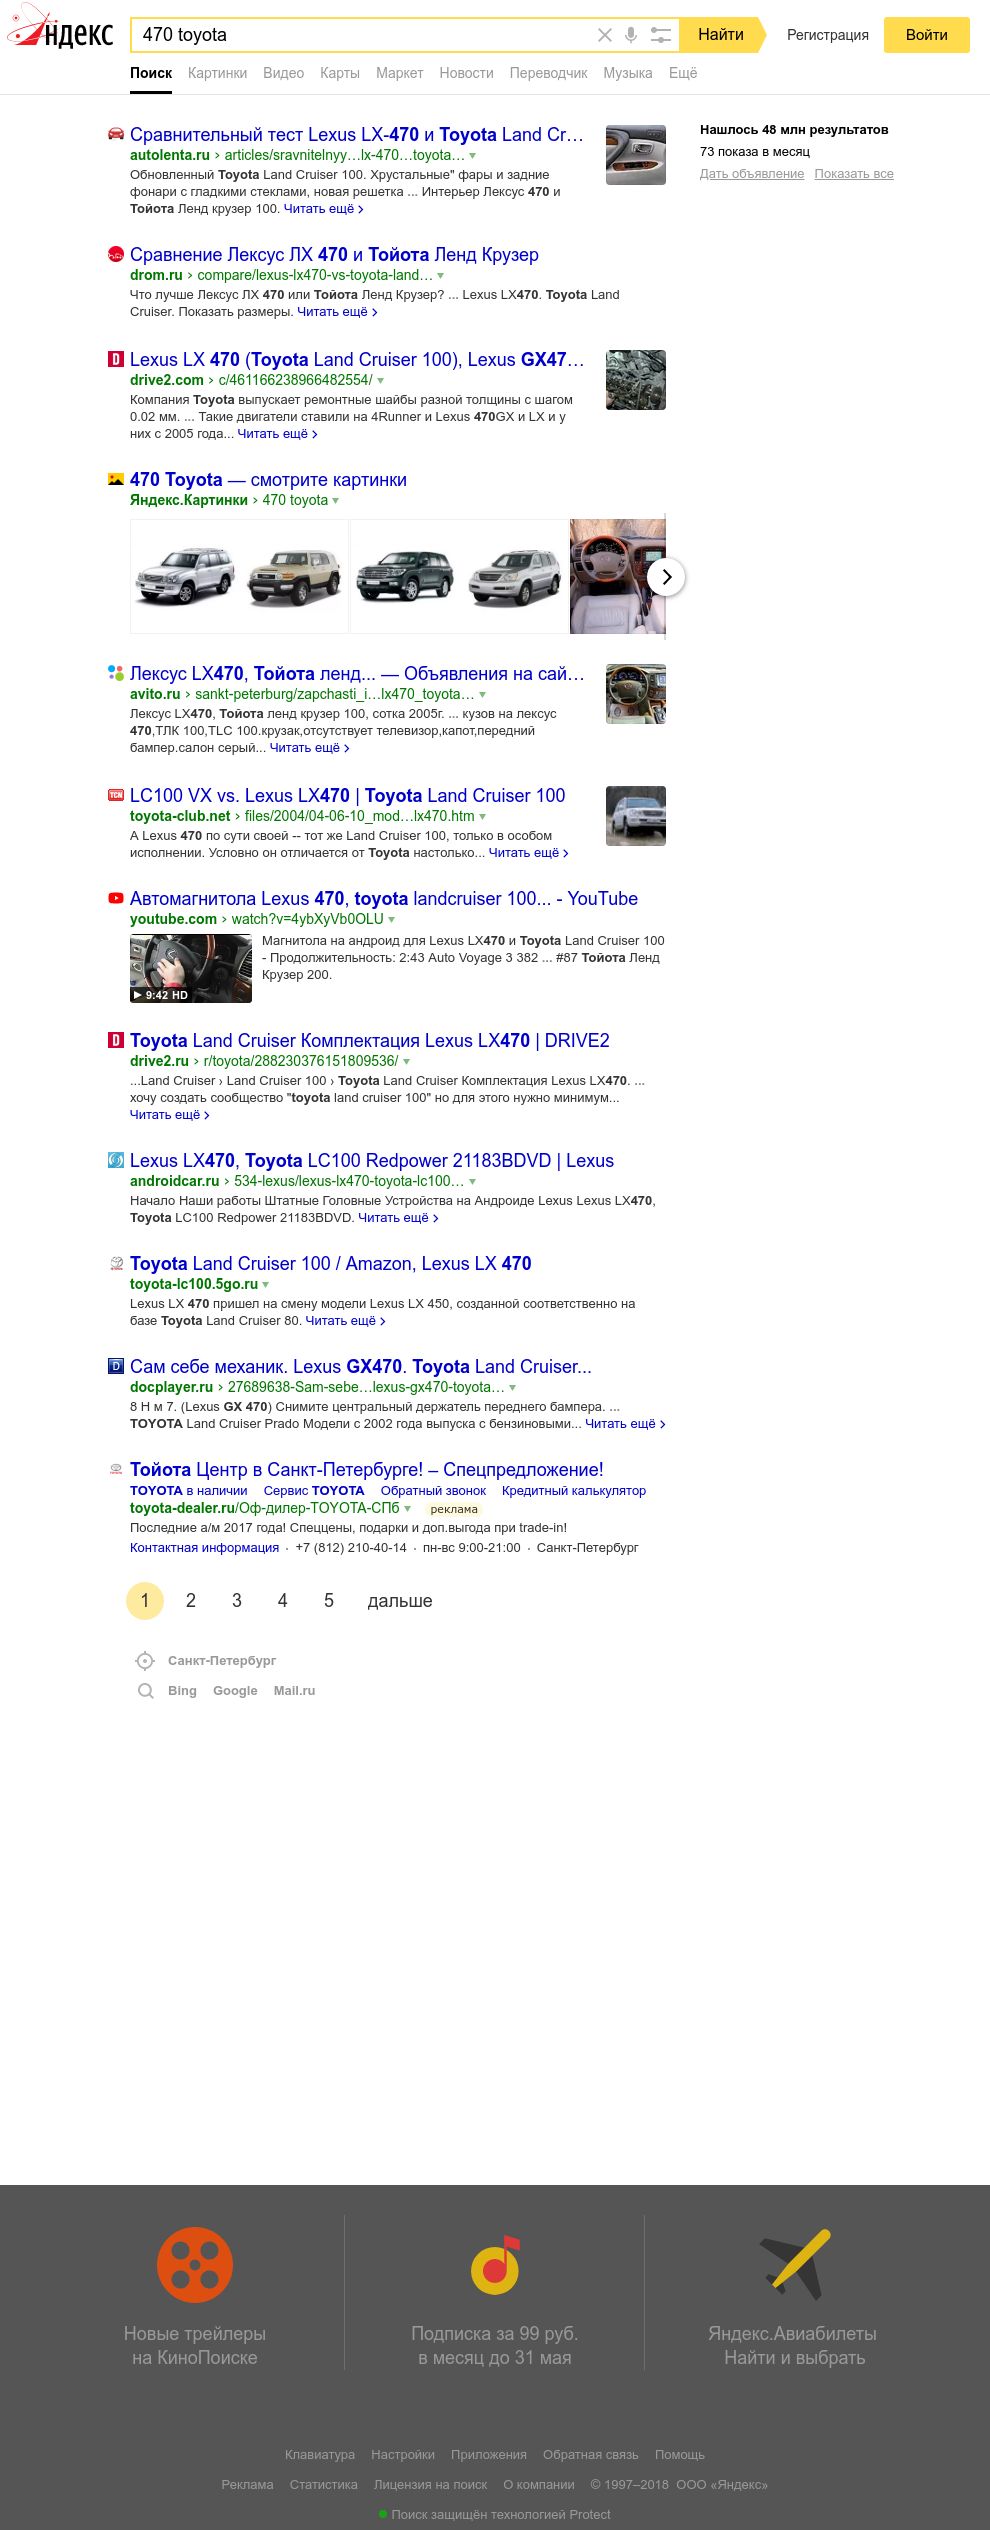 Яндекс
470 toyota
Найти
Регистрация
Войти
Поиск Картинки Видео Карты Маркет Новости Переводчик Музыка Ещё
Сравнительный тест Lexus LX-470 и Toyota Land Cr...
autolenta.ru › articles/sravnitelnyy…lx-470…toyota…
Обновленный Toyota Land Cruiser 100. Хрустальные" фары и задние
фонари с гладкими стеклами, новая решетка ... Интерьер Лексус 470 и
Тойота Ленд крузер 100. Читать ещё ›
Нашлось 48 млн результатов
73 показа в месяц
Дать объявление Показать все
Сравнение Лексус ЛХ 470 и Тойота Ленд Крузер
drom.ru › compare/lexus-lx470-vs-toyota-land…
Что лучше Лексус ЛХ 470 или Тойота Ленд Крузер? ... Lexus LX470. Toyota Land
Cruiser. Показать размеры. Читать ещё ›
Lexus LX 470 (Toyota Land Cruiser 100), Lexus GX47...
drive2.com › c/461166238966482554/
Компания Toyota выпускает ремонтные шайбы разной толщины с шагом
0.02 мм. ... Такие двигатели ставили на 4Runner и Lexus 470GX и LX и у
них с 2005 года... Читать ещё ›
470 Toyota — смотрите картинки
Яндекс.Картинки › 470 toyota
Лексус LX470, Тойота ленд... — Объявления на сай...
avito.ru › sankt-peterburg/zapchasti_i…lx470_toyota…
Лексус LX470, Тойота ленд крузер 100, сотка 2005г. ... кузов на лексус
470,ТЛК 100,TLC 100.крузак,отсутствует телевизор,капот,передний
бампер.салон серый... Читать ещё ›
TCN
LC100 VX vs. Lexus LX470 | Toyota Land Cruiser 100
toyota-club.net › files/2004/04-06-10_mod…lx470.htm
А Lexus 470 по сути своей -- тот же Land Cruiser 100, только в особом
исполнении. Условно он отличается от Toyota настолько... Читать ещё ›
Автомагнитола Lexus 470, toyota landcruiser 100... - YouTube
youtube.com › watch?v=4ybXyVb0OLU
9:42 HD
Магнитола на андроид для Lexus LX470 и Toyota Land Cruiser 100
- Продолжительность: 2:43 Auto Voyage 3 382 ... #87 Тойота Ленд
Крузер 200.
Toyota Land Cruiser Комплектация Lexus LX470 | DRIVE2
drive2.ru › r/toyota/288230376151809536/
...Land Cruiser › Land Cruiser 100 › Toyota Land Cruiser Комплектация Lexus LX470. ...
хочу создать сообщество "toyota land cruiser 100" но для этого нужно минимум...
Читать ещё ›
Lexus LX470, Toyota LC100 Redpower 21183BDVD | Lexus
androidcar.ru › 534-lexus/lexus-lx470-toyota-lc100…
Начало Наши работы Штатные Головные Устройства на Андроиде Lexus Lexus LX470,
Toyota LC100 Redpower 21183BDVD. Читать ещё ›
Toyota Land Cruiser 100 / Amazon, Lexus LX 470
toyota-lc100.5go.ru
Lexus LX 470 пришел на смену модели Lexus LX 450, созданной соответственно на
базе Toyota Land Cruiser 80. Читать ещё ›
Сам себе механик. Lexus GX470. Toyota Land Cruiser...
docplayer.ru › 27689638-Sam-sebe…lexus-gx470-toyota…
8 Н м 7. (Lexus GX 470) Снимите центральный держатель переднего бампера. ...
TOYOTA Land Cruiser Prado Модели с 2002 года выпуска с бензиновыми... Читать ещё ›
Тойота Центр в Санкт-Петербурге! – Спецпредложение!
TOYOTA в наличии Сервис TOYOTA Обратный звонок Кредитный калькулятор
toyota-dealer.ru/Оф-дилер-TOYOTA-СПб реклама
Последние а/м 2017 года! Спеццены, подарки и доп.выгода при trade-in!
Контактная информация · +7 (812) 210-40-14 · пн-вс 9:00-21:00 · Санкт-Петербург
1 2 3 4 5 дальше
Санкт-Петербург
Bing Google Mail.ru
Новые трейлеры
на КиноПоиске
Подписка за 99 руб.
в месяц до 31 мая
Яндекс.Авиабилеты
Найти и выбрать
Клавиатура Настройки Приложения Обратная связь Помощь
Реклама Статистика Лицензия на поиск О компании © 1997–2018 ООО «Яндекс»
Поиск защищён технологией Protect